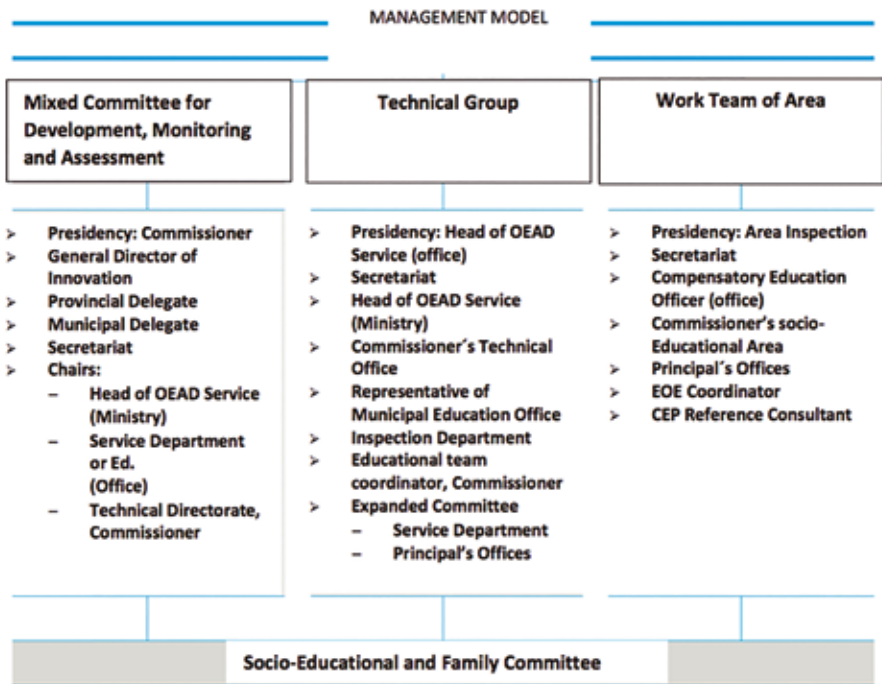 MANAGEMENT MODEL
Mixed Committee for
Development, Monitoring
and Assessment
Technical Group
Work Team of Area
➢ Presidency: Commissioner
➢ General Director of
Innovation
➢ Provincial Delegate
➢ Municipal Delegate
➢ Secretariat
➢ Chairs:
– Head of OEAD Service
(Ministry)
– Service Department
or Ed.
(Office)
– Technical Directorate,
Commissioner
➢ Presidency: Head of OEAD
Service (office)
➢ Secretariat
➢ Head of OEAD Service
(Ministry)
➢ Commissioner´s Technical
Office
➢ Representative of
Municipal Education Office
➢ Inspection Department
➢ Educational team
coordinator, Commissioner
➢ Expanded Committee
– Service Department
– Principal's Offices
➢ Presidency: Area Inspection
➢ Secretariat
➢ Compensatory Education
Officer (office)
➢ Commissioner's socio-
Educational Area
➢ Principal´s Offices
➢ EOE Coordinator
➢ CEP Reference Consultant
Socio-Educational and Family Committee